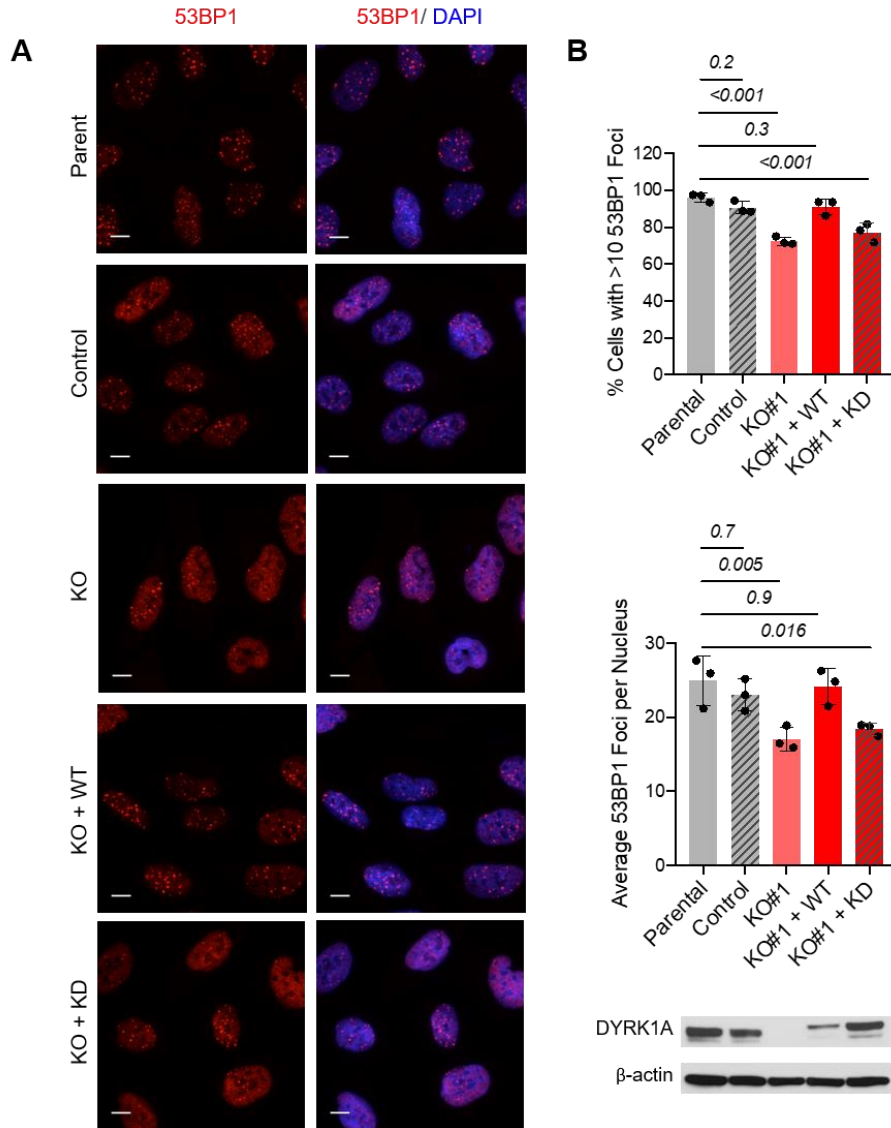 53BP1
53BP1/ DAPI
A
Parent
Control
KO
KO + WT
KO + KD
B
0.2
<0.001
0.3
<0.001
% Cells with >10 53BP1 Foci
120
100
80
60
40
20
0
Parental
Control
KO#1
KO#1 + WT
KO#1 + KD
0.7
0.005
0.9
0.016
Average 53BP1 Foci per Nucleus
30
20
10
0
Parental
Control
KO#1
KO#1 + WT
KO#1 + KD
DYRK1A
β-actin